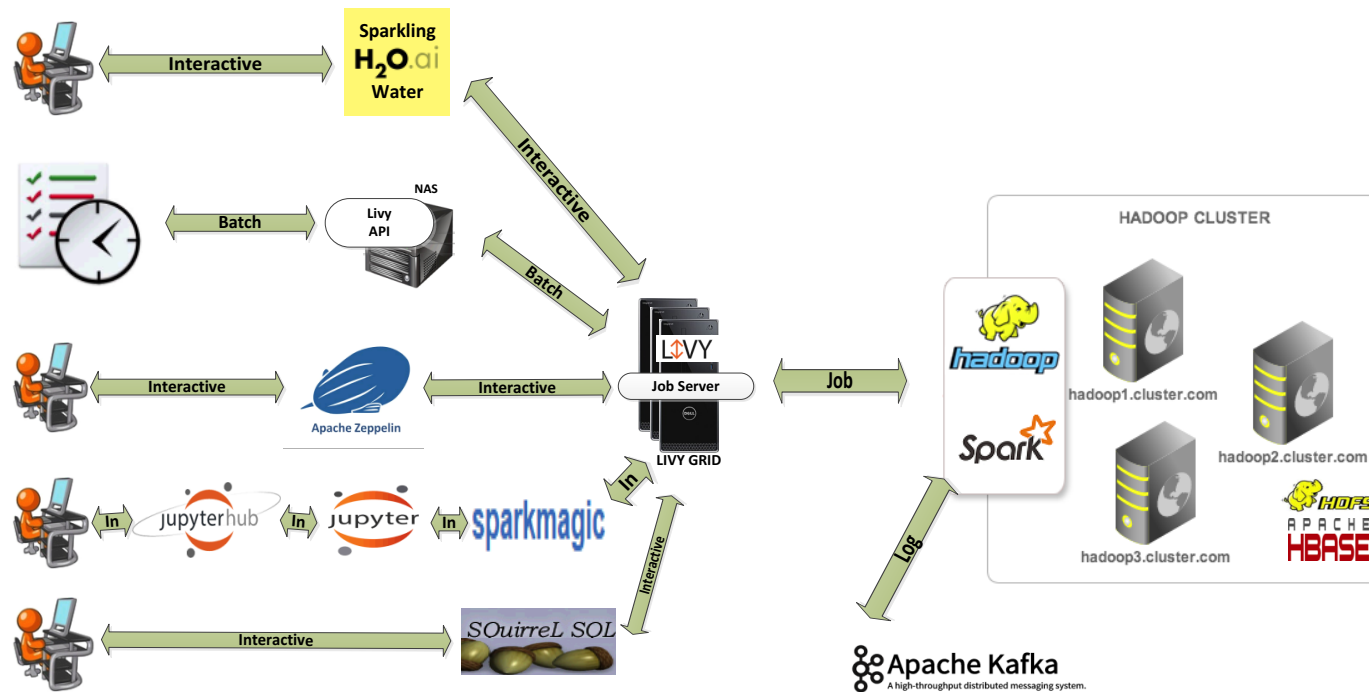 Sparkling
H2O.ai
Water
Interactive
Interactive
NAS
Livy
API
Batch
Batch
HADOOP CLUSTER
hadoop
Spark
hadoop1.cluster.com
hadoop2.cluster.com
hadoop3.cluster.com
HDFS
APACHE
HBASE
LIVY
Job Server
DELL
LIVY GRID
Job
Interactive
Apache Zeppelin
Interactive
In
jupyterhub
In
jupyter
In
sparkmagic
In
Interactive
Log
Interactive
SQuirreL SQL
Apache Kafka
A high-throughput distributed messaging system.